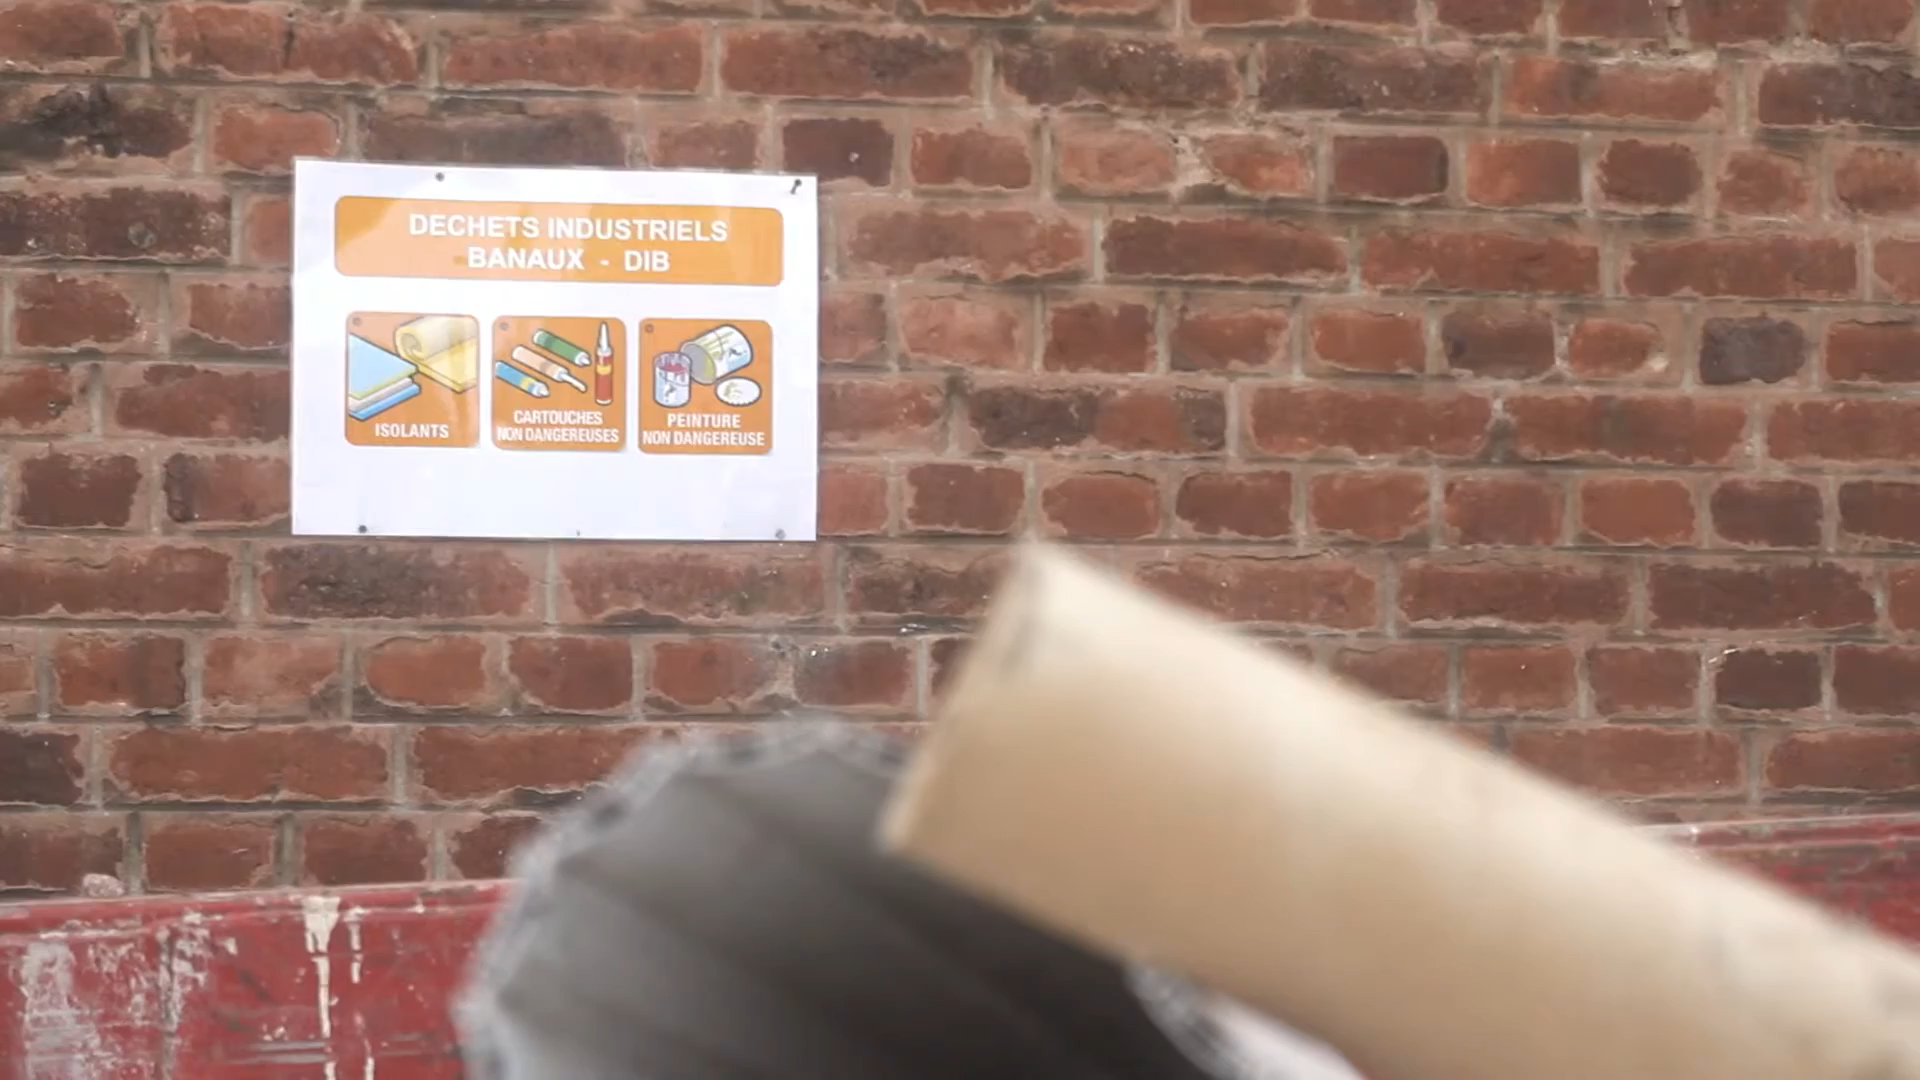 DECHETS INDUSTRIELS
BANAUX - DIB
ISOLANTS
CARTOUCHES
NON DANGEREUSES
PEINTURE
NON DANGEREUSE